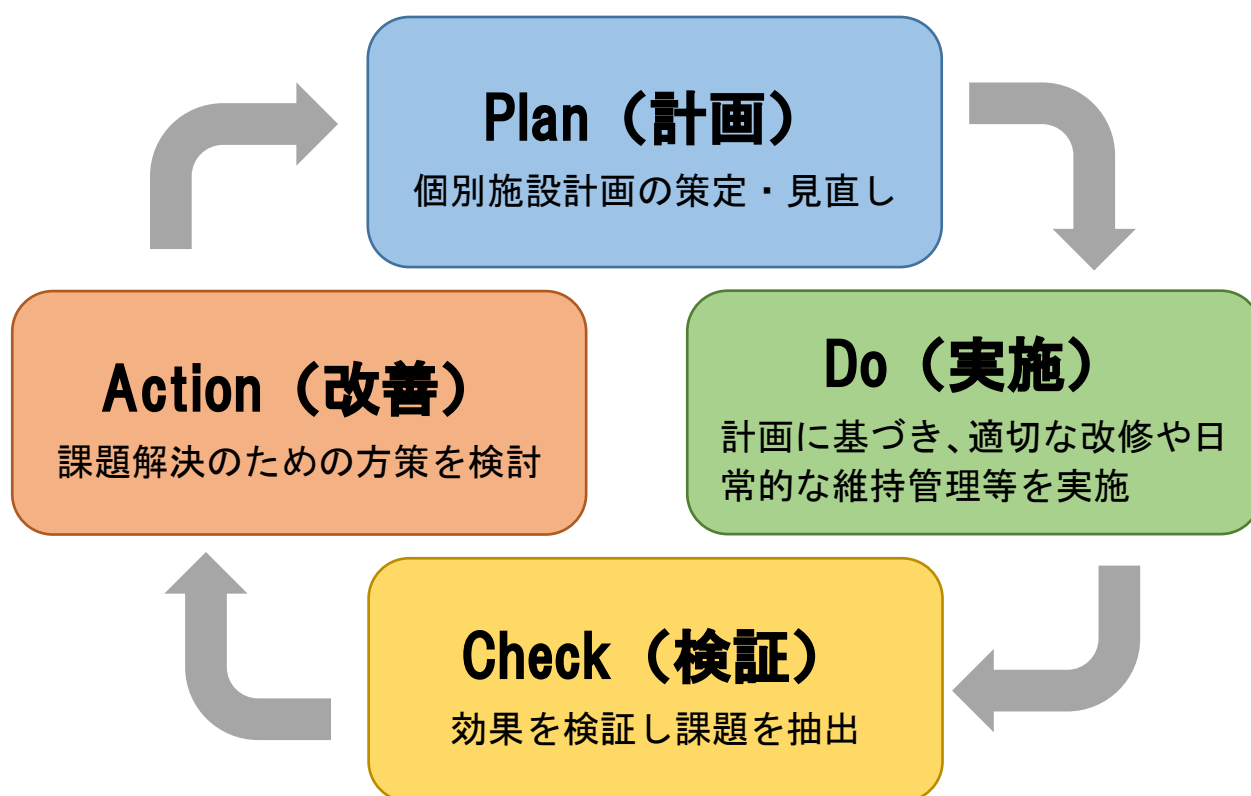 Plan（計画）
個別施設計画の策定・見直し
Do（実施）
計画に基づき、適切な改修や日
常的な維持管理等を実施
Check（検証）
効果を検証し課題を抽出
Action（改善）
課題解決のための方策を検討